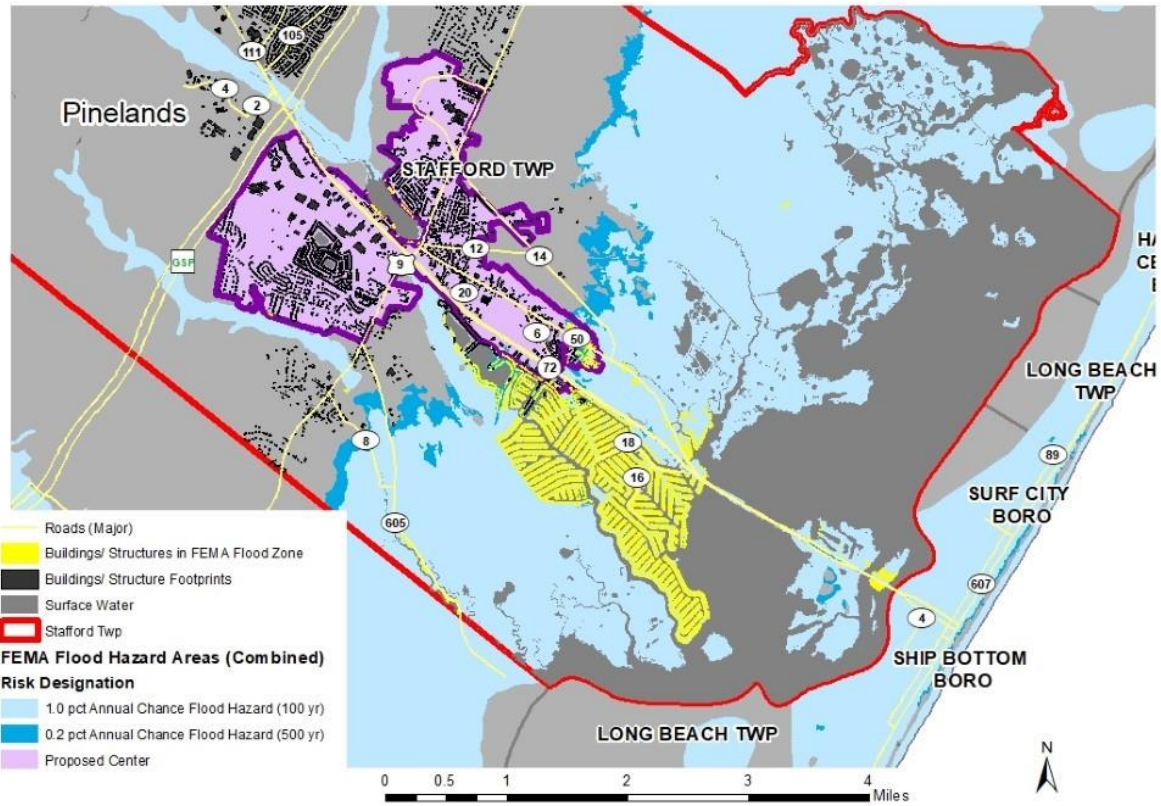 105
111
4
2
Pinelands
STAFFORD TWP
GSP
12
14
9
20
6
50
72
8
18
16
605
HA
CE
LONG BEACH
TWP
89
SURF CITY
BORO
607
4
SHIP BOTTOM
BORO
LONG BEACH TWP
Roads (Major)
Buildings/ Structures in FEMA Flood Zone
Buildings/ Structure Footprints
Surface Water
Stafford Twp
FEMA Flood Hazard Areas (Combined)
Risk Designation
1.0 pct Annual Chance Flood Hazard (100 yr)
0.2 pct Annual Chance Flood Hazard (500 yr)
Proposed Center
0 0.5 1 2 3 4
Miles
N